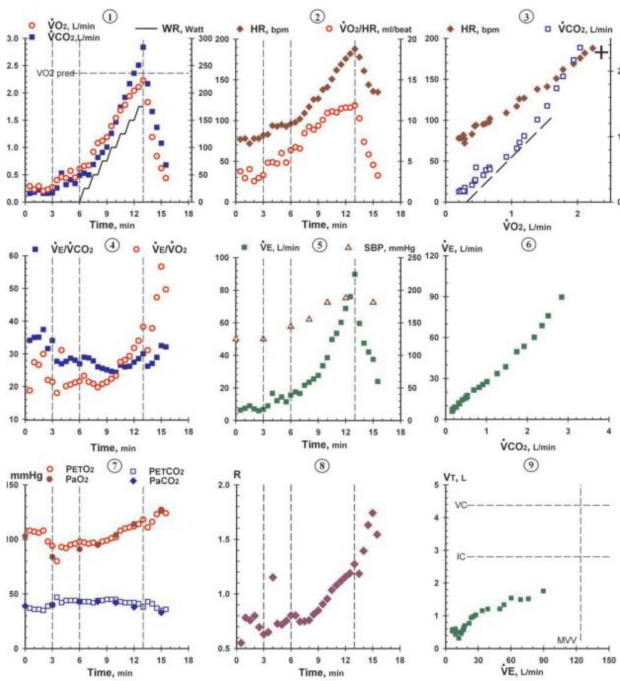 ① ② ③
V̇O2, L/min
V̇CO2,L/min
WR, Watt
3.0 2.5 2.0 1.5 1.0 0.5 0.0
VO2 pred
300 250 200 150 100 50 0
0 3 6 9 12 15 18
Time, min
HR, bpm
V̇O2/HR, ml/beat
200 150 100 50 0
20 15 10 5 0
0 3 6 9 12 15
Time, min
HR, bpm
V̇CO2, L/min
200 150 100 50 0
2 1 0
0 1 2
V̇O2, L/min
④ ⑤ ⑥
V̇E/V̇CO2
V̇E/V̇O2
60 50 40 30 20 10
0 3 6 9 12 15 18
Time, min
V̇E, L/min
SBP, mmHg
100 80 60 40 20 0
250 200 150 100 50 0
0 3 6 9 12 15
Time, min
V̇E, L/min
120 90 60 30 0
0 1 2 3 4
V̇CO2, L/min
⑦ ⑧ ⑨
mmHg
PETO2
PaO2
PETCO2
PaCO2
150 100 50 0
0 3 6 9 12 15 18
Time, min
R
2.0 1.5 1.0 0.5
0 3 6 9 12 15 18
Time, min
VT, L
5 4 3 2 1 0
VC
IC
MVV
0 30 60 90 120 150
V̇E, L/min